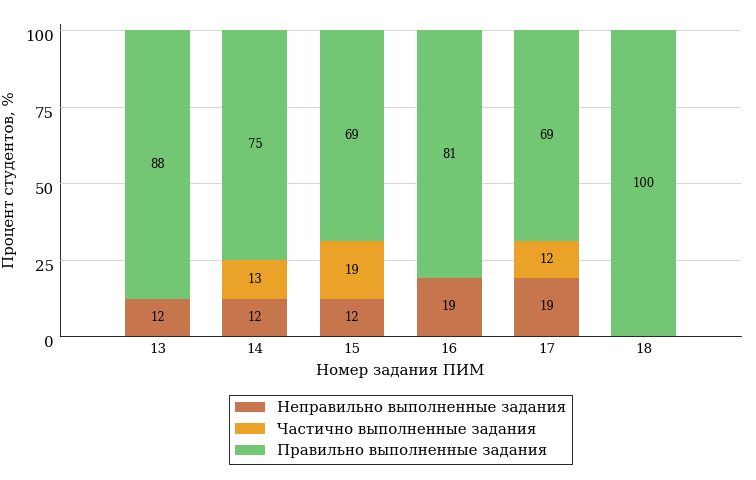 Процент студентов, %
100
75
50
25
0
88 75 69 81 69 100
13 19 12
12 12 12 19 19
13 14 15 16 17 18
Номер задания ПИМ
Неправильно выполненные задания
Частично выполненные задания
Правильно выполненные задания